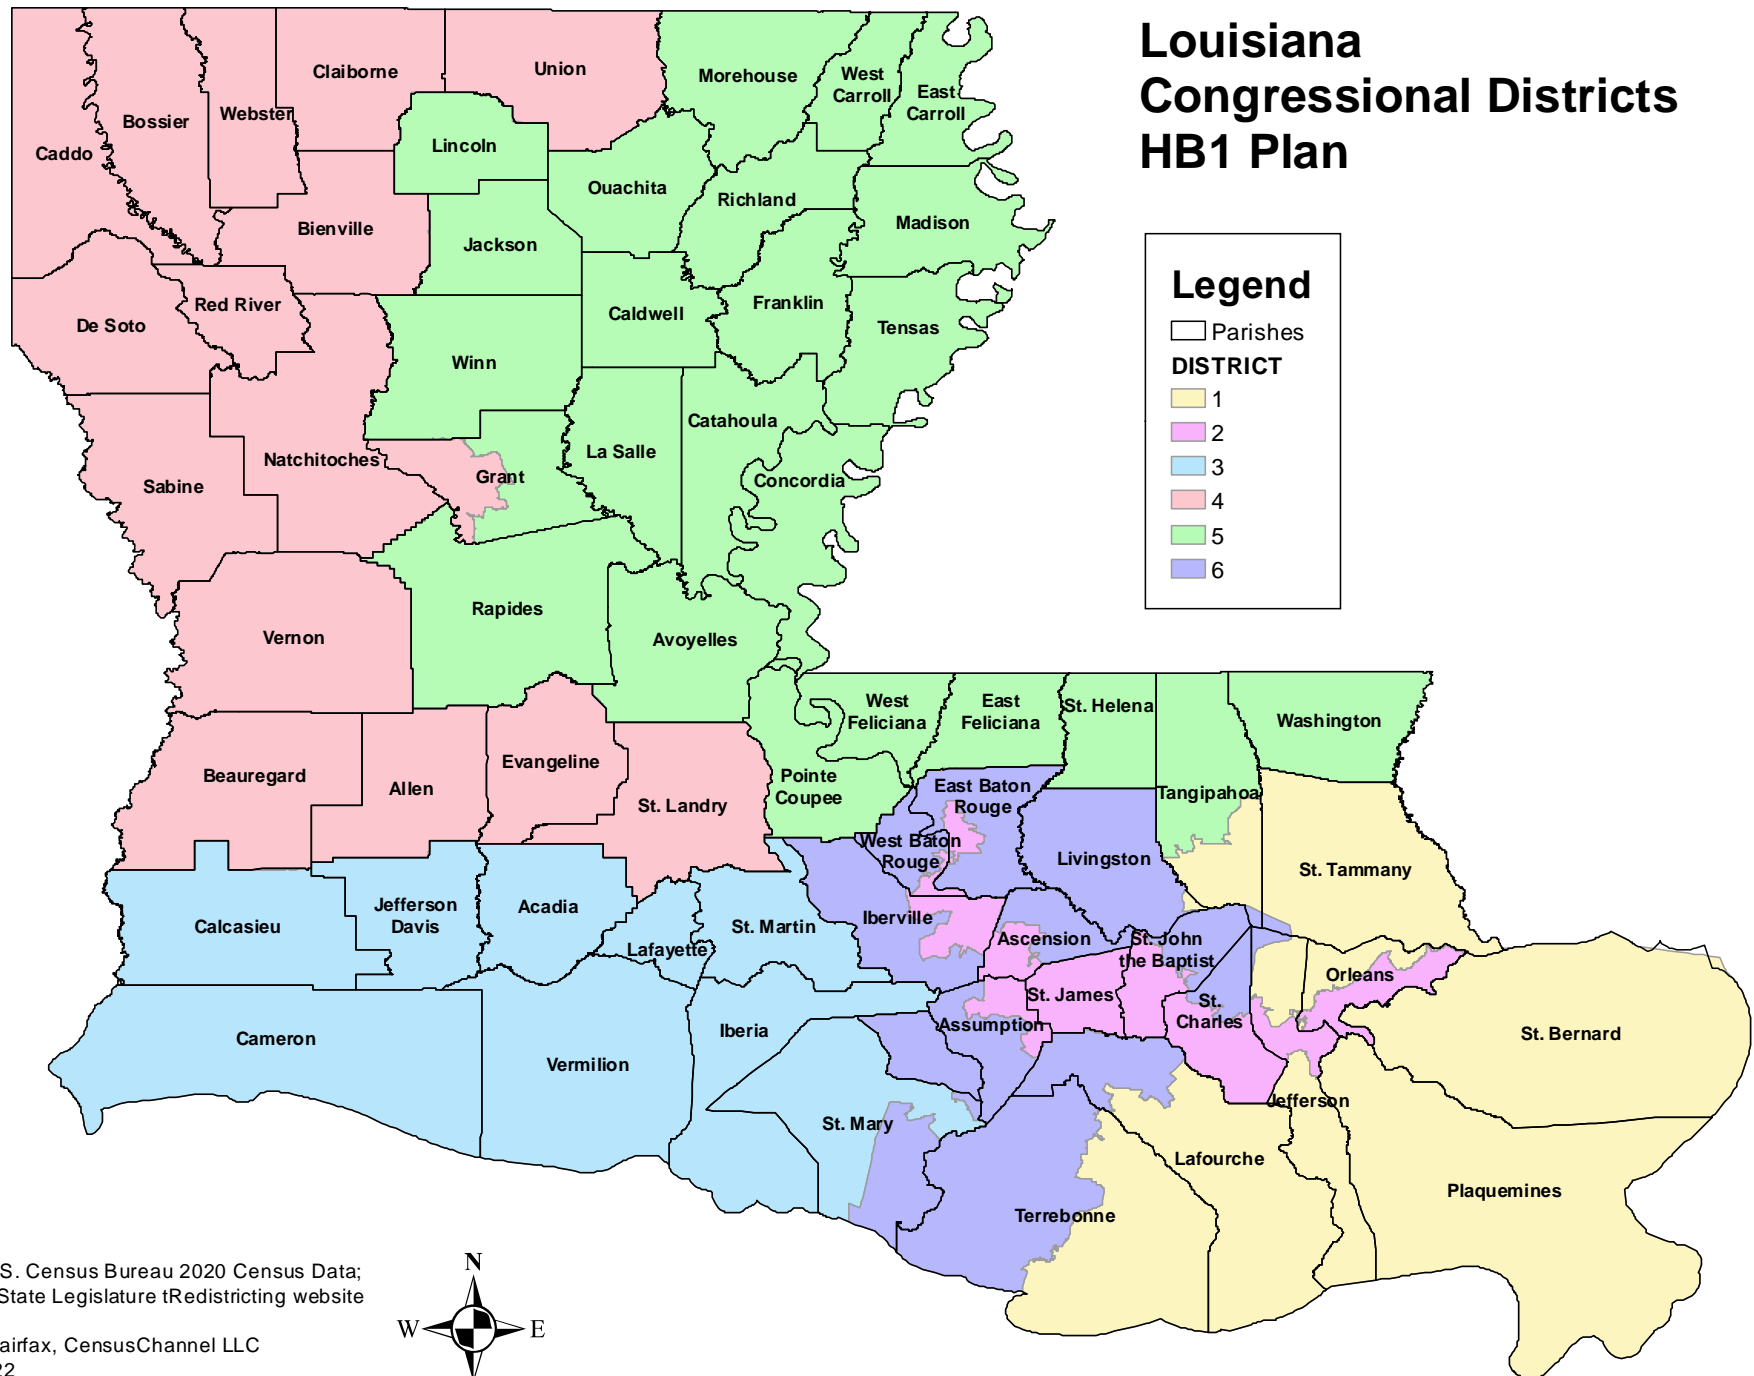 Louisiana
Congressional Districts
HB1 Plan
Legend
Parishes
DISTRICT
1
2
3
4
5
6
Claiborne
Union
Morehouse
West
Carroll
East
Carroll
Webster
Bossier
Caddo
Lincoln
Ouachita
Richland
Madison
Bienville
Jackson
Red River
De Soto
Caldwell
Franklin
Tensas
Winn
Catahoula
La Salle
Natchitoches
Grant
Concordia
Sabine
Rapides
Vernon
Avoyelles
West
Feliciana
East
Feliciana
St. Helena
Washington
Evangeline
Beauregard
Allen
Pointe
Coupee
St. Landry
East Baton
Rouge
Tangipahoa
West Baton
Rouge
Livingston
St. Tammany
Jefferson
Davis
Acadia
Calcasieu
Lafayette
St. Martin
Iberville
Ascension
St. John
the Baptist
Orleans
St. James
St.
Charles
Assumption
Iberia
Cameron
Vermilion
St. Bernard
Jefferson
St. Mary
Lafourche
Plaquemines
Terrebonne
S. Census Bureau 2020 Census Data;
State Legislature tRedistricting website
airfax, CensusChannel LLC
22
N
W
E